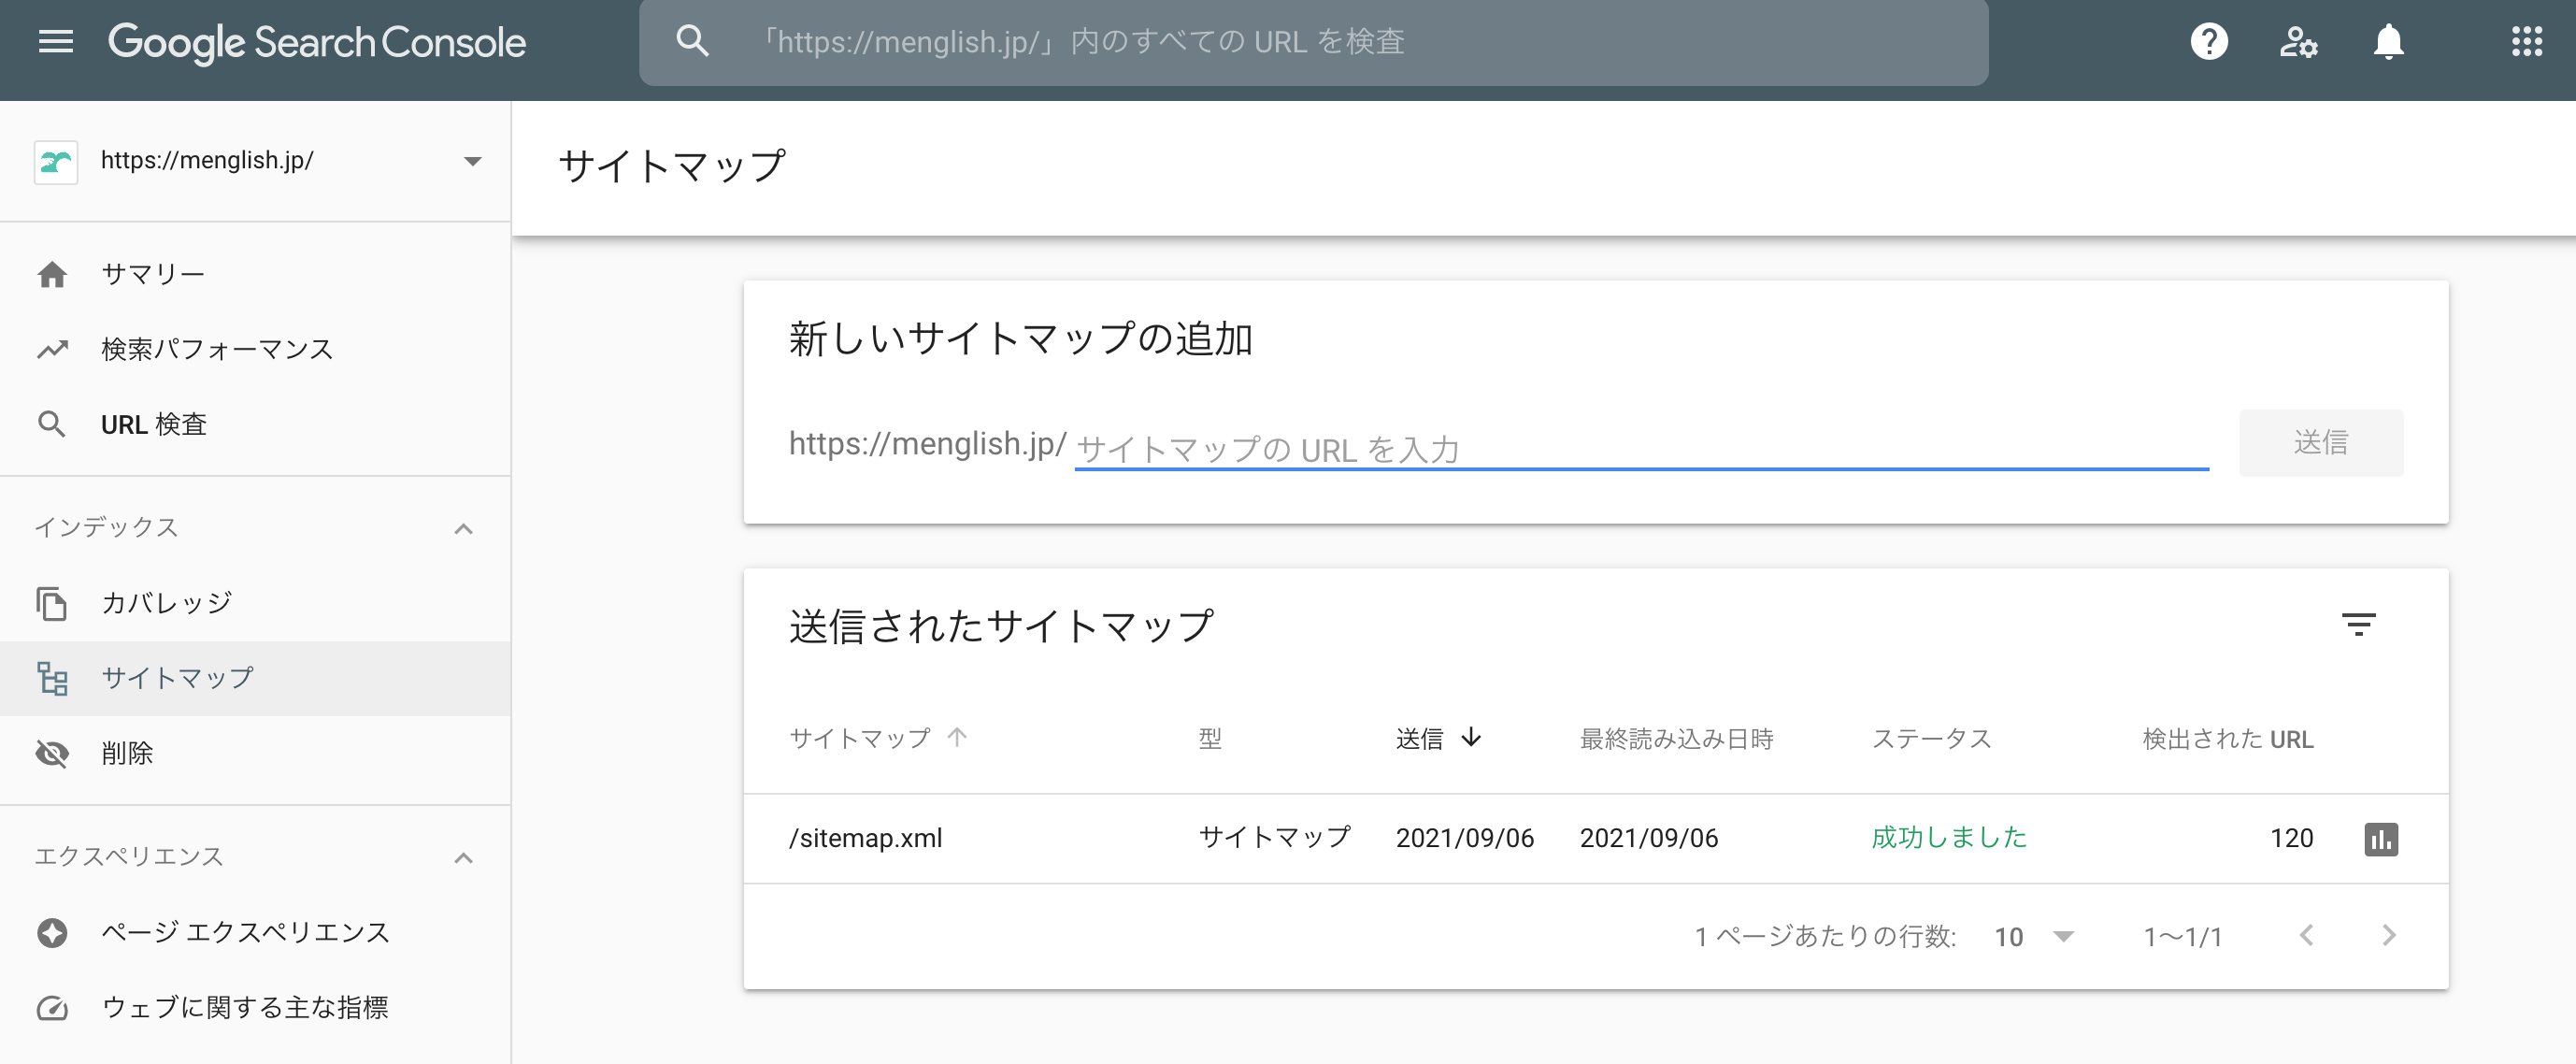 Google Search Console
「https://menglish.jp/」内のすべての URL を検査
https://menglish.jp/
サマリー
検索パフォーマンス
URL 検査
インデックス
カバレッジ
サイトマップ
削除
エクスペリエンス
ページ エクスペリエンス
ウェブに関する主な指標
サイトマップ
新しいサイトマップの追加
https://menglish.jp/ サイトマップの URL を入力
送信
送信されたサイトマップ
サイトマップ 型 送信 最終読み込み日時 ステータス 検出された URL
/sitemap.xml サイトマップ 2021/09/06 2021/09/06 成功しました 120
1 ページあたりの行数: 10 1～1/1